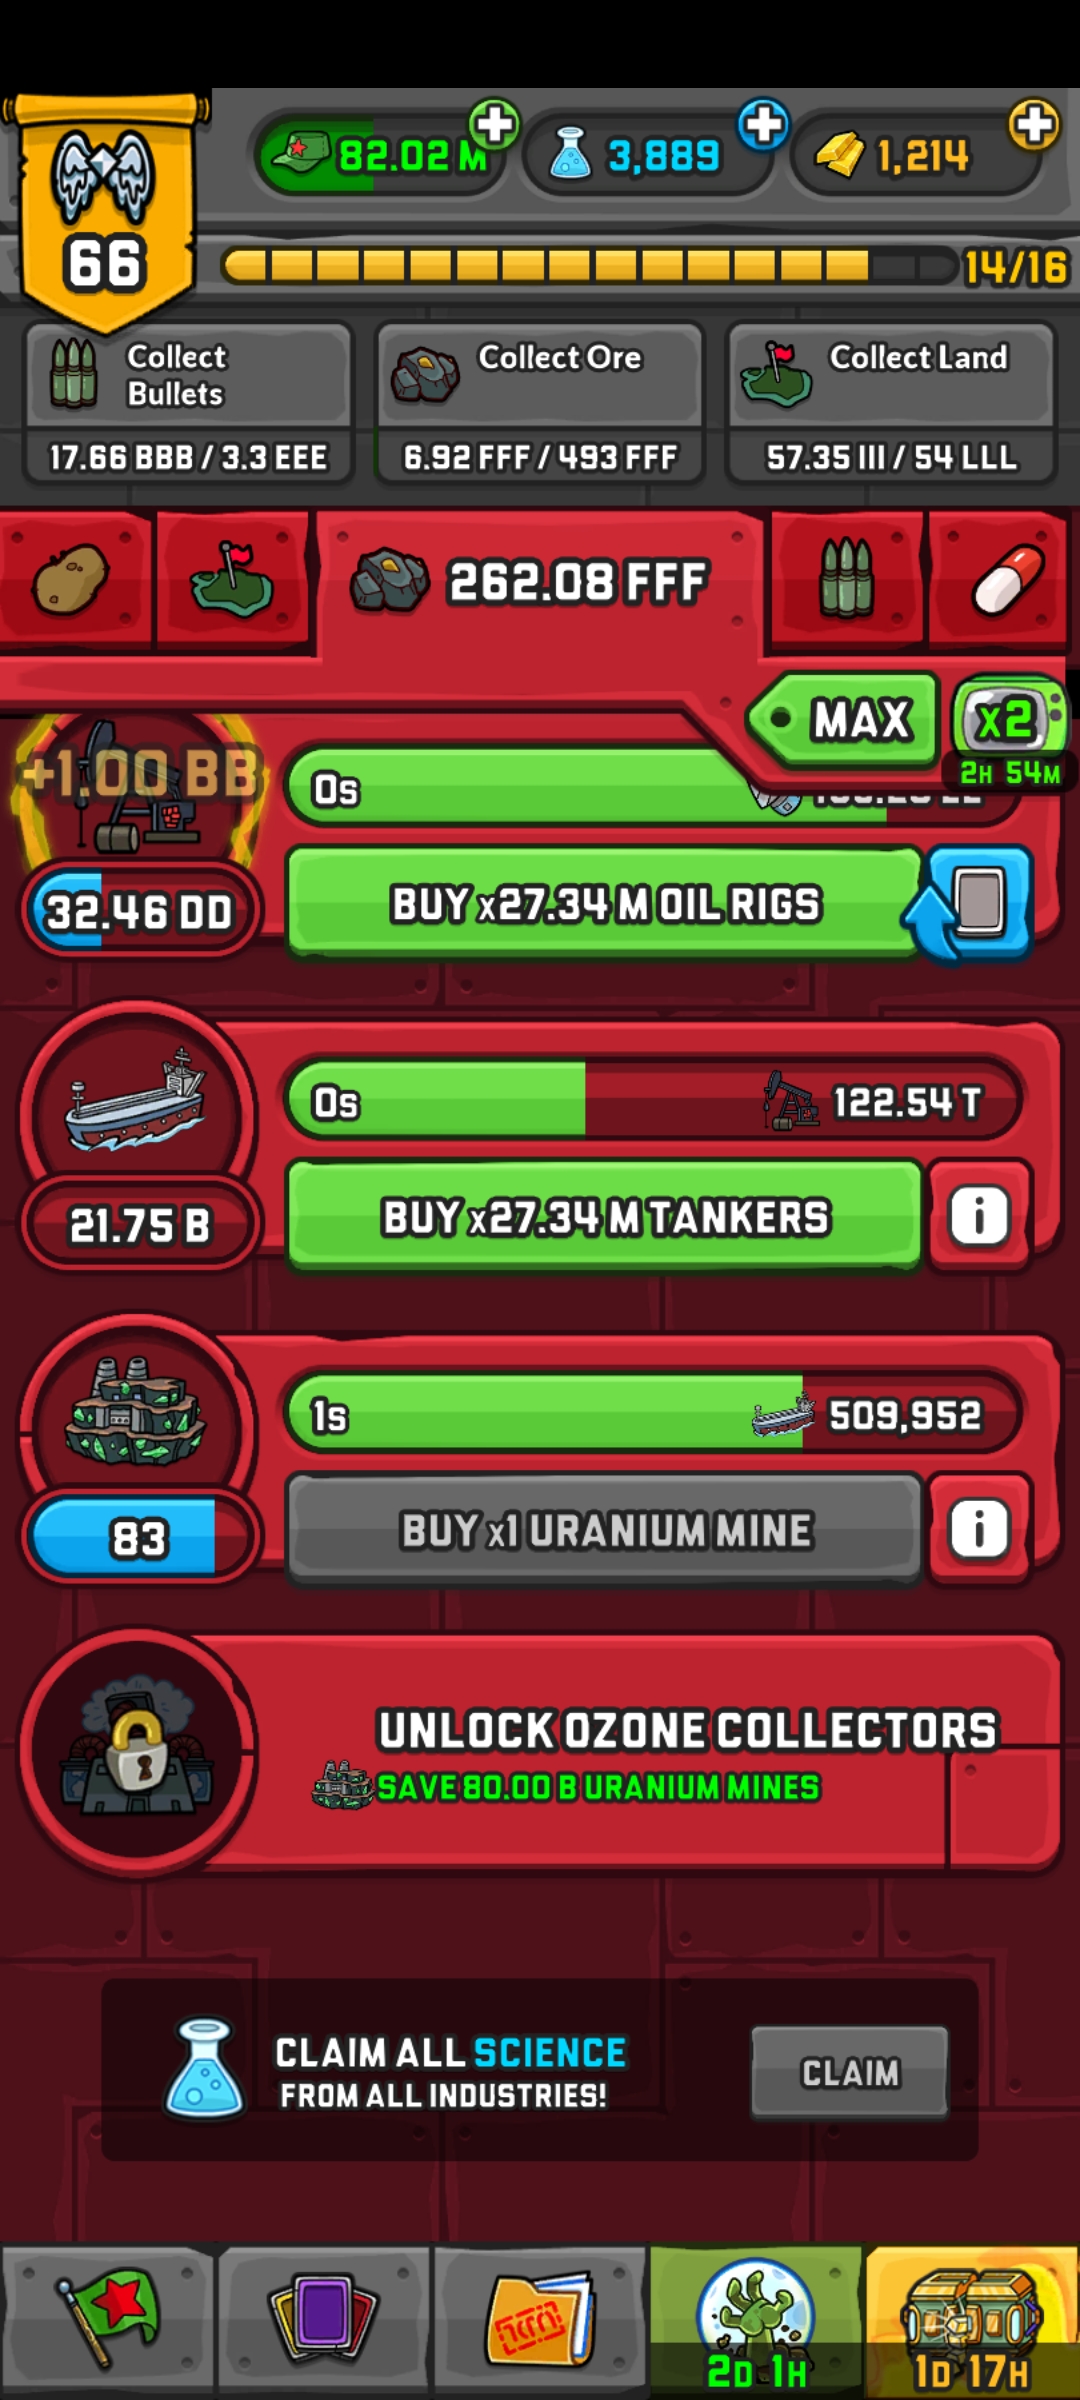 82.02 M
3,889
1,214
66
14/16
Collect
Bullets
17.66 BBB / 3.3 EEE
Collect Ore
6.92 FFF / 493 FFF
Collect Land
57.35 III / 54 LLL
262.08 FFF
MAX
x2
2H 54M
+1.00 BB
0s
32.46 DD
BUY x27.34 M OIL RIGS
0s
122.54 T
21.75 B
BUY x27.34 M TANKERS
i
1s
509,952
83
BUY x1 URANIUM MINE
i
UNLOCK OZONE COLLECTORS
SAVE 80.00 B URANIUM MINES
CLAIM ALL SCIENCE
FROM ALL INDUSTRIES!
CLAIM
2D 1H
1D 17H